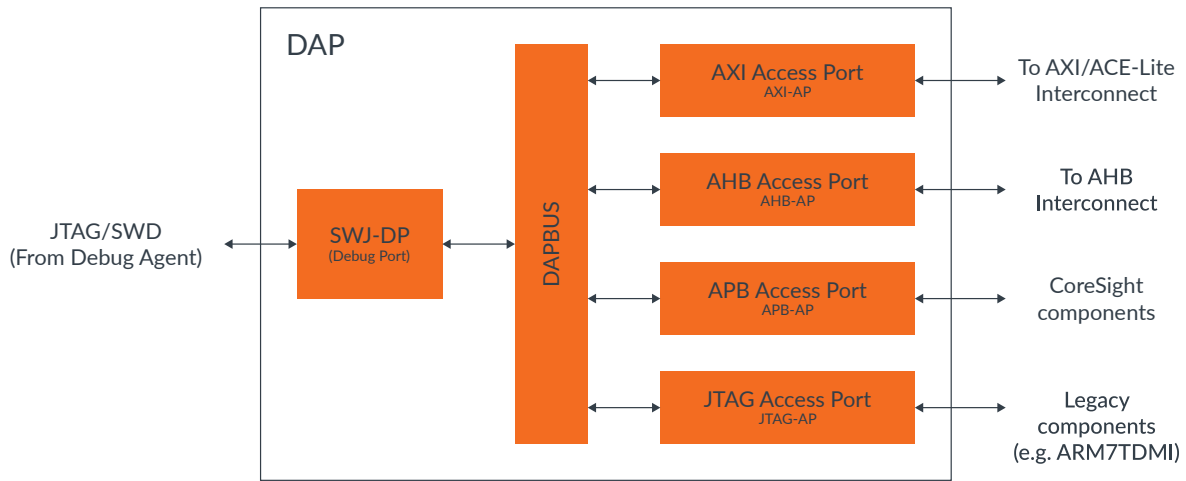 DAP
JTAG/SWD
(From Debug Agent)
SWJ-DP
(Debug Port)
DAPBUS
AXI Access Port
AXI-AP
To AXI/ACE-Lite
Interconnect
AHB Access Port
AHB-AP
To AHB
Interconnect
APB Access Port
APB-AP
CoreSight
components
JTAG Access Port
JTAG-AP
Legacy
components
(e.g. ARM7TDMI)